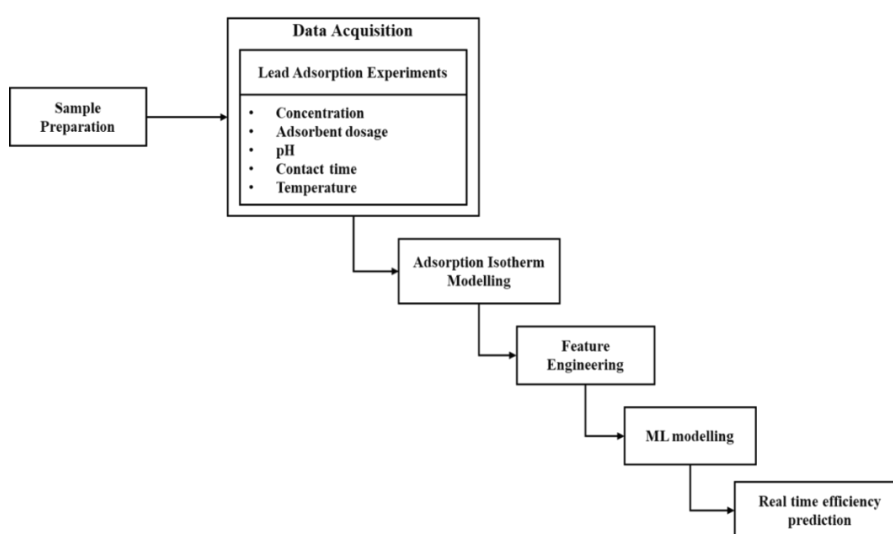 Data Acquisition
Lead Adsorption Experiments
Sample
Preparation
• Concentration
• Adsorbent dosage
• pH
• Contact time
• Temperature
Adsorption Isotherm
Modelling
Feature
Engineering
ML modelling
Real time efficiency
prediction